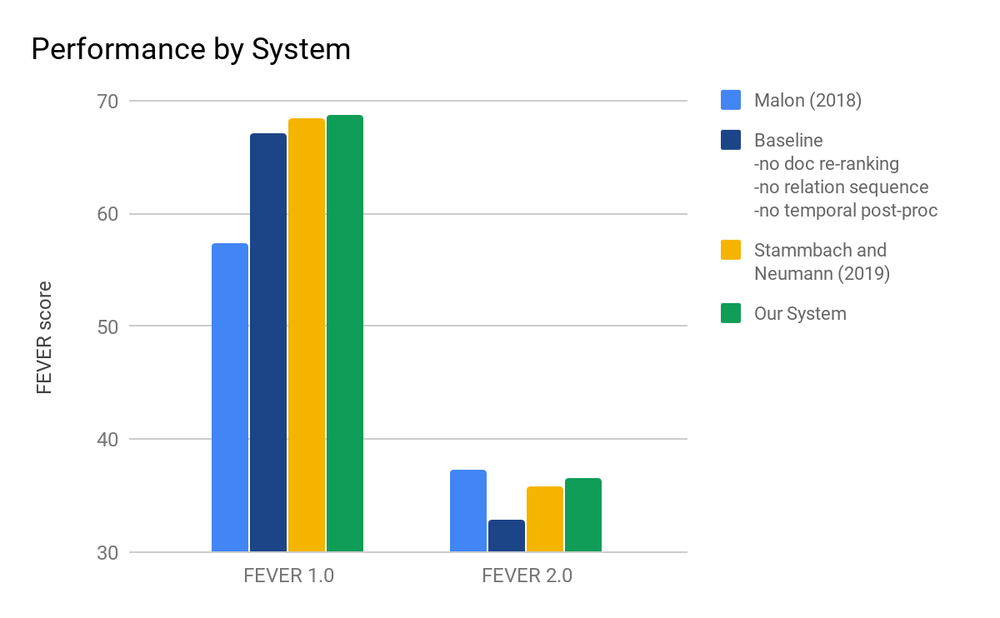 Performance by System
70
60
50
40
30
FEVER score
FEVER 1.0
FEVER 2.0
Malon (2018)
Baseline
-no doc re-ranking
-no relation sequence
-no temporal post-proc
Stammbach and
Neumann (2019)
Our System